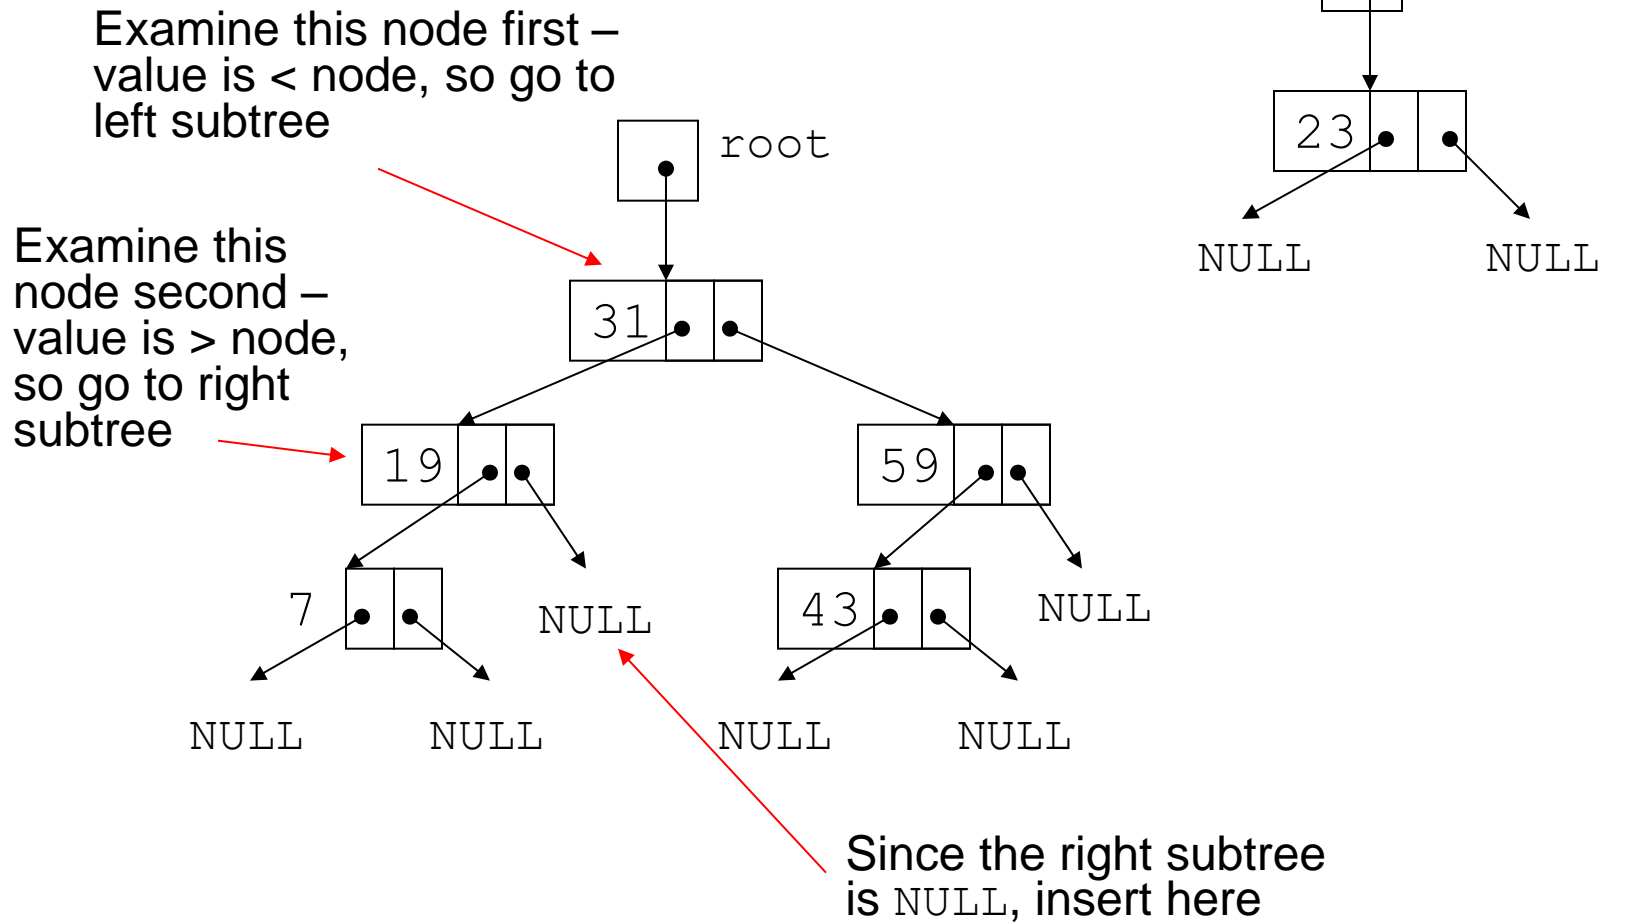 Examine this node first –
value is < node, so go to
left subtree
root
23
NULL NULL
Examine this
node second –
value is > node,
so go to right
subtree
31
19 59
7 NULL 43 NULL
NULL NULL NULL NULL
Since the right subtree
is NULL, insert here